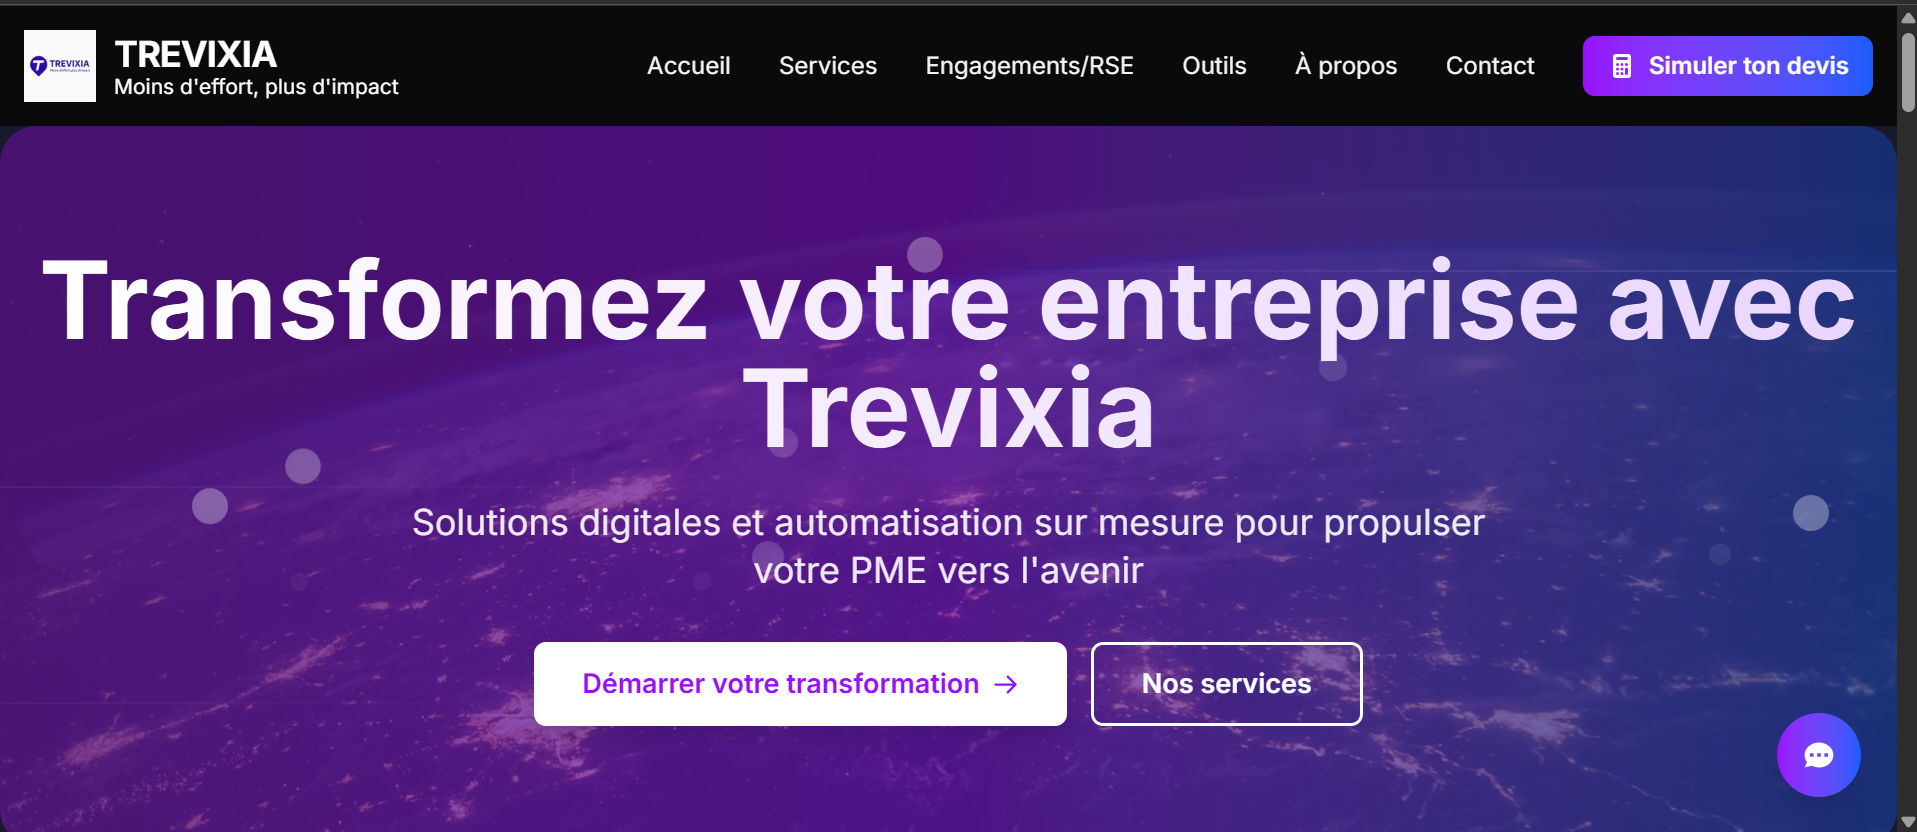 TREVIXIA
TREVIXIA
Moins d'effort, plus d'impact
Accueil
Services
Engagements/RSE
Outils
À propos
Contact
Simuler ton devis
Transformez votre entreprise avec
Trevixia
Solutions digitales et automatisation sur mesure pour propulser
votre PME vers l'avenir
Démarrer votre transformation →
Nos services